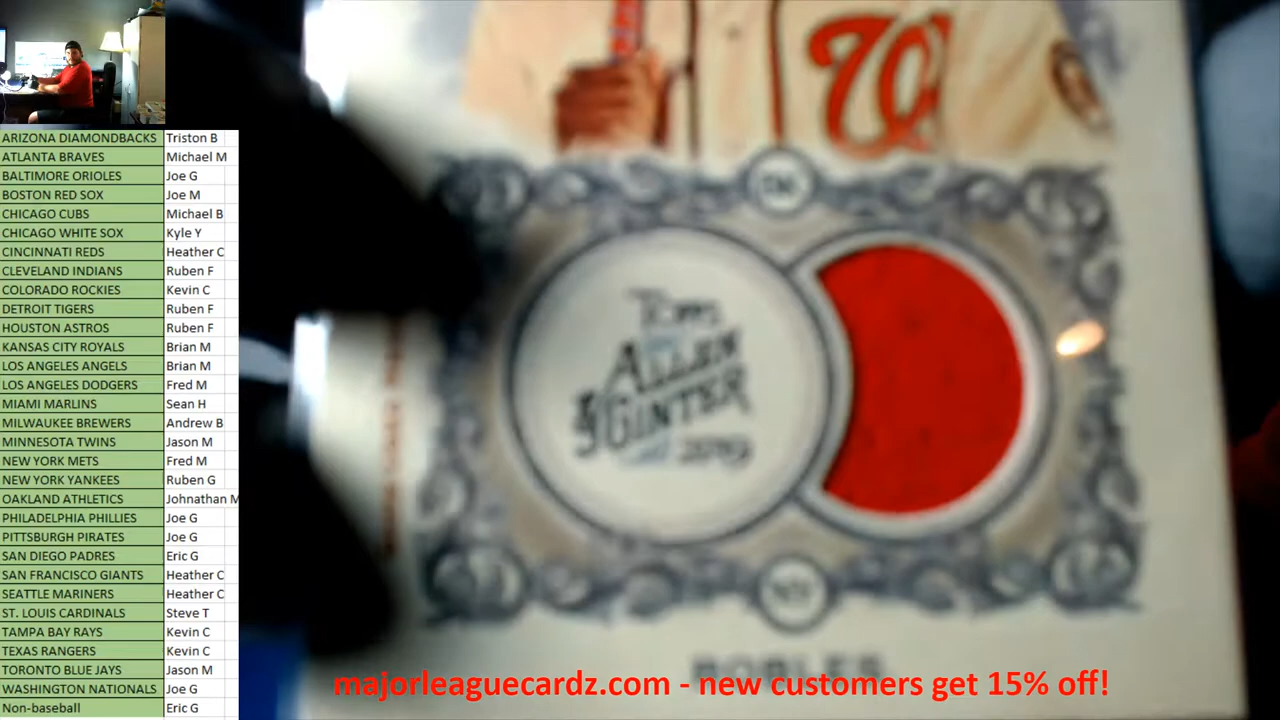 ARIZONA DIAMONDBACKS Triston B
ATLANTA BRAVES Michael M
BALTIMORE ORIOLES Joe G
BOSTON RED SOX Joe M
CHICAGO CUBS Michael B
CHICAGO WHITE SOX Kyle Y
CINCINNATI REDS Heather C
CLEVELAND INDIANS Ruben F
COLORADO ROCKIES Kevin C
DETROIT TIGERS Ruben F
HOUSTON ASTROS Ruben F
KANSAS CITY ROYALS Brian M
LOS ANGELES ANGELS Brian M
LOS ANGELES DODGERS Fred M
MIAMI MARLINS Sean H
MILWAUKEE BREWERS Andrew B
MINNESOTA TWINS Jason M
NEW YORK METS Fred M
NEW YORK YANKEES Ruben G
OAKLAND ATHLETICS Johnathan M
PHILADELPHIA PHILLIES Joe G
PITTSBURGH PIRATES Joe G
SAN DIEGO PADRES Eric G
SAN FRANCISCO GIANTS Heather C
SEATTLE MARINERS Heather C
ST. LOUIS CARDINALS Steve T
TAMPA BAY RAYS Kevin C
TEXAS RANGERS Kevin C
TORONTO BLUE JAYS Jason M
WASHINGTON NATIONALS Joe G
Non-baseball Eric G
W
Topps
ALLEN
& GINTER
2019
ROBLES
majorleaguecardz.com - new customers get 15% off!